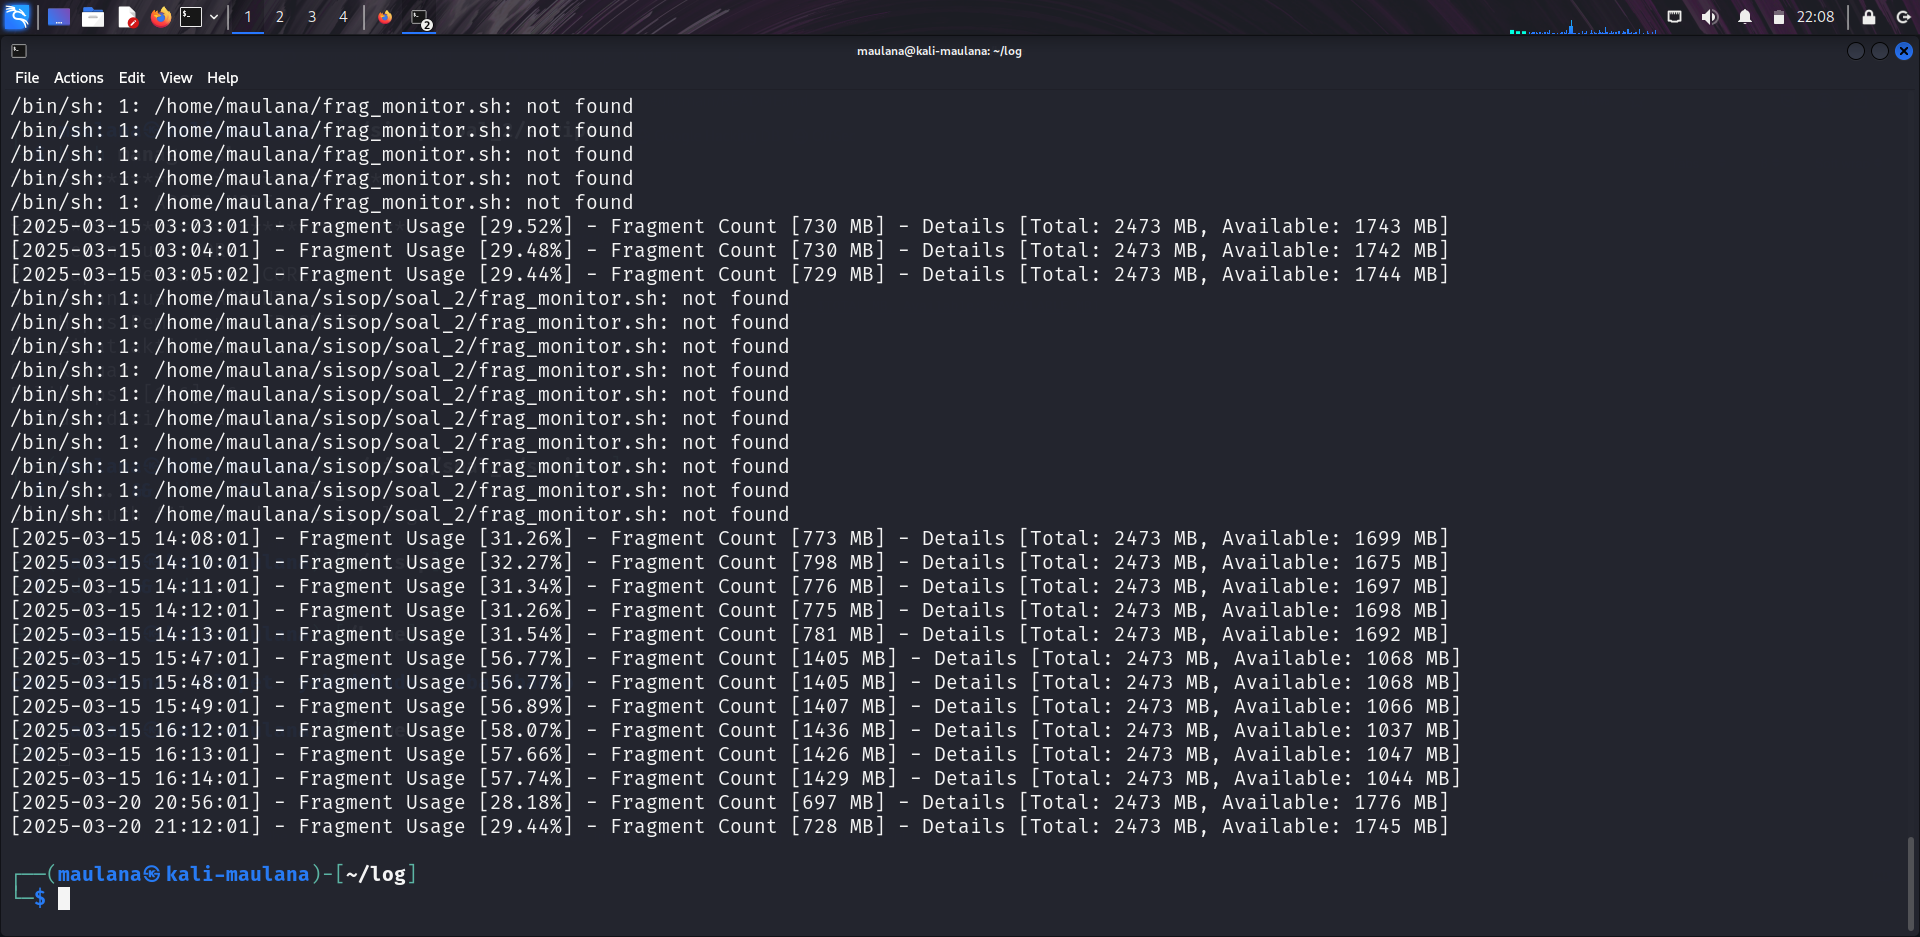 1 2 3 4 2 22:08
maulana@kali-maulana: ~/log
File Actions Edit View Help
/bin/sh: 1: /home/maulana/frag_monitor.sh: not found
/bin/sh: 1: /home/maulana/frag_monitor.sh: not found
/bin/sh: 1: /home/maulana/frag_monitor.sh: not found
/bin/sh: 1: /home/maulana/frag_monitor.sh: not found
/bin/sh: 1: /home/maulana/frag_monitor.sh: not found
[2025-03-15 03:03:01] - Fragment Usage [29.52%] - Fragment Count [730 MB] - Details [Total: 2473 MB, Available: 1743 MB]
[2025-03-15 03:04:01] - Fragment Usage [29.48%] - Fragment Count [730 MB] - Details [Total: 2473 MB, Available: 1742 MB]
[2025-03-15 03:05:02] - Fragment Usage [29.44%] - Fragment Count [729 MB] - Details [Total: 2473 MB, Available: 1744 MB]
/bin/sh: 1: /home/maulana/sisop/soal_2/frag_monitor.sh: not found
/bin/sh: 1: /home/maulana/sisop/soal_2/frag_monitor.sh: not found
/bin/sh: 1: /home/maulana/sisop/soal_2/frag_monitor.sh: not found
/bin/sh: 1: /home/maulana/sisop/soal_2/frag_monitor.sh: not found
/bin/sh: 1: /home/maulana/sisop/soal_2/frag_monitor.sh: not found
/bin/sh: 1: /home/maulana/sisop/soal_2/frag_monitor.sh: not found
/bin/sh: 1: /home/maulana/sisop/soal_2/frag_monitor.sh: not found
/bin/sh: 1: /home/maulana/sisop/soal_2/frag_monitor.sh: not found
/bin/sh: 1: /home/maulana/sisop/soal_2/frag_monitor.sh: not found
/bin/sh: 1: /home/maulana/sisop/soal_2/frag_monitor.sh: not found
[2025-03-15 14:08:01] - Fragment Usage [31.26%] - Fragment Count [773 MB] - Details [Total: 2473 MB, Available: 1699 MB]
[2025-03-15 14:10:01] - Fragment Usage [32.27%] - Fragment Count [798 MB] - Details [Total: 2473 MB, Available: 1675 MB]
[2025-03-15 14:11:01] - Fragment Usage [31.34%] - Fragment Count [776 MB] - Details [Total: 2473 MB, Available: 1697 MB]
[2025-03-15 14:12:01] - Fragment Usage [31.26%] - Fragment Count [775 MB] - Details [Total: 2473 MB, Available: 1698 MB]
[2025-03-15 14:13:01] - Fragment Usage [31.54%] - Fragment Count [781 MB] - Details [Total: 2473 MB, Available: 1692 MB]
[2025-03-15 15:47:01] - Fragment Usage [56.77%] - Fragment Count [1405 MB] - Details [Total: 2473 MB, Available: 1068 MB]
[2025-03-15 15:48:01] - Fragment Usage [56.77%] - Fragment Count [1405 MB] - Details [Total: 2473 MB, Available: 1068 MB]
[2025-03-15 15:49:01] - Fragment Usage [56.89%] - Fragment Count [1407 MB] - Details [Total: 2473 MB, Available: 1066 MB]
[2025-03-15 16:12:01] - Fragment Usage [58.07%] - Fragment Count [1436 MB] - Details [Total: 2473 MB, Available: 1037 MB]
[2025-03-15 16:13:01] - Fragment Usage [57.66%] - Fragment Count [1426 MB] - Details [Total: 2473 MB, Available: 1047 MB]
[2025-03-15 16:14:01] - Fragment Usage [57.74%] - Fragment Count [1429 MB] - Details [Total: 2473 MB, Available: 1044 MB]
[2025-03-20 20:56:01] - Fragment Usage [28.18%] - Fragment Count [697 MB] - Details [Total: 2473 MB, Available: 1776 MB]
[2025-03-20 21:12:01] - Fragment Usage [29.44%] - Fragment Count [728 MB] - Details [Total: 2473 MB, Available: 1745 MB]
┌──(maulana㉿kali-maulana)-[~/log]
└─$